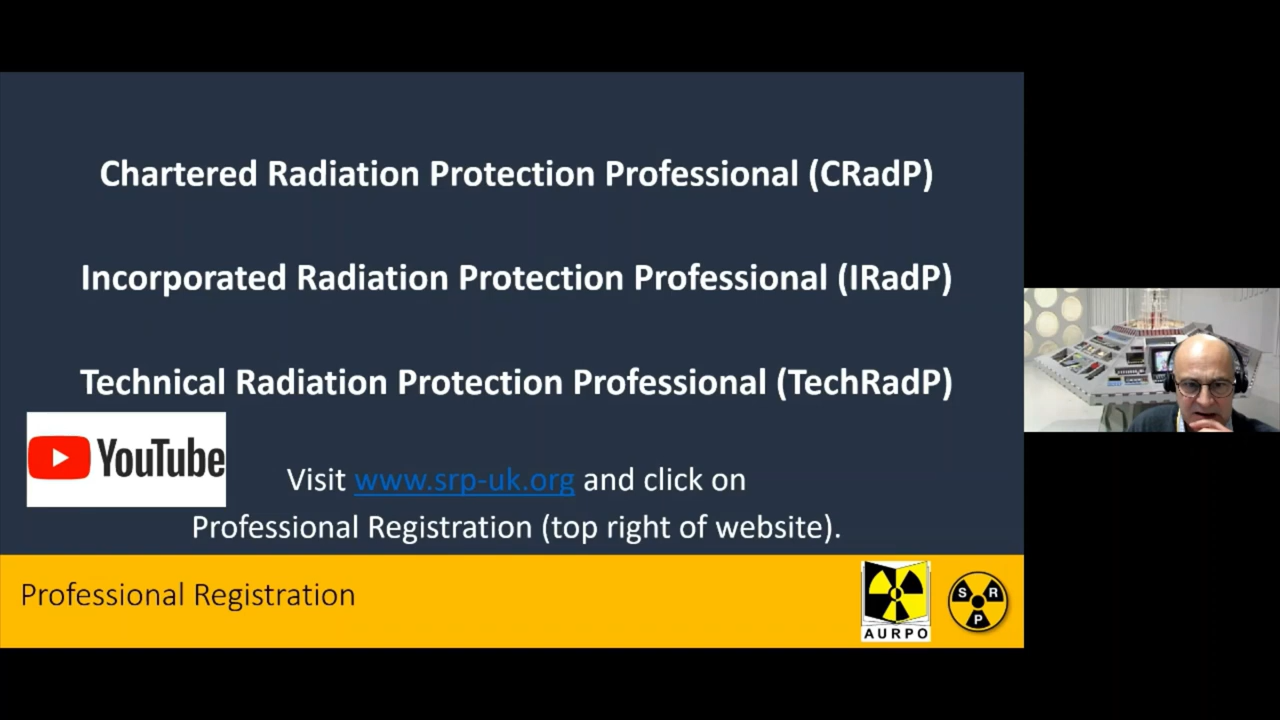 Chartered Radiation Protection Professional (CRadP)
Incorporated Radiation Protection Professional (IRadP)
Technical Radiation Protection Professional (TechRadP)
YouTube
Visit www.srp-uk.org and click on
Professional Registration (top right of website).
Professional Registration
AURPO
S R
P